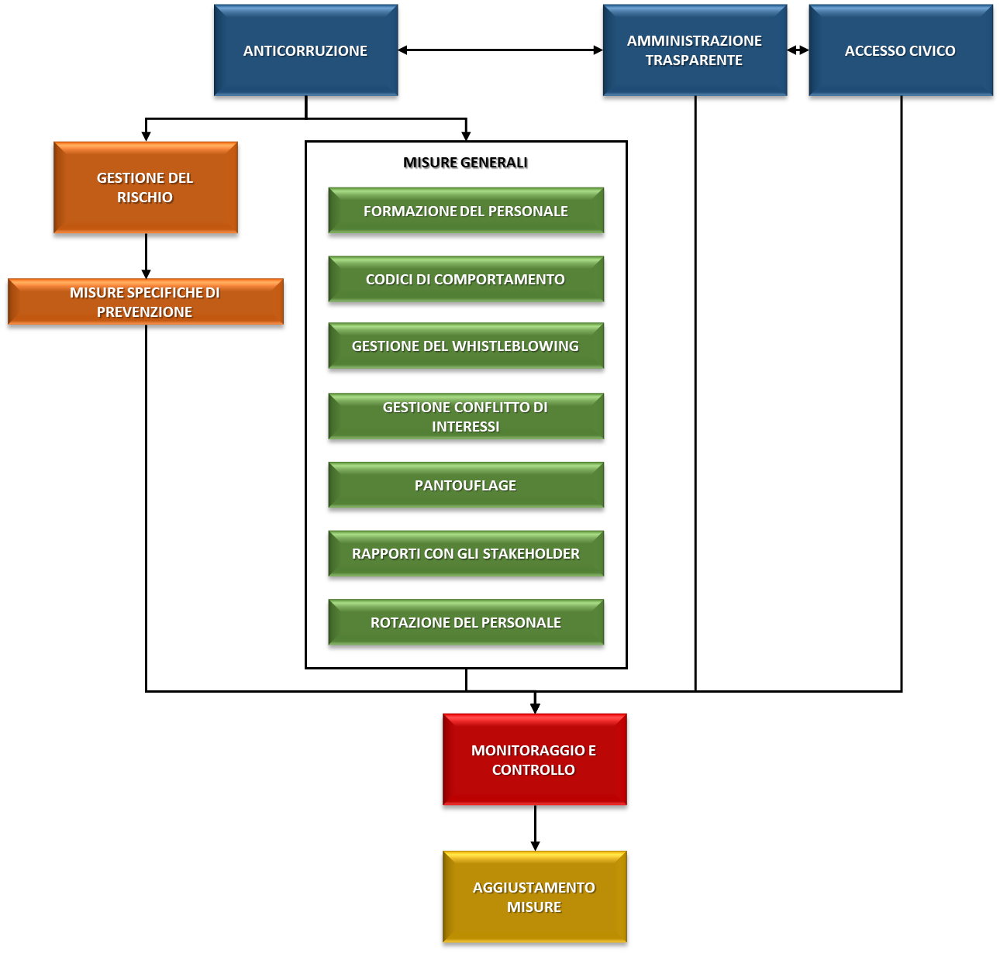 ANTICORRUZIONE
AMMINISTRAZIONE
TRASPARENTE
ACCESSO CIVICO
GESTIONE DEL
RISCHIO
MISURE SPECIFICHE DI
PREVENZIONE
MISURE GENERALI
FORMAZIONE DEL PERSONALE
CODICI DI COMPORTAMENTO
GESTIONE DEL WHISTLEBLOWING
GESTIONE CONFLITTO DI
INTERESSI
PANTOUFLAGE
RAPPORTI CON GLI STAKEHOLDER
ROTAZIONE DEL PERSONALE
MONITORAGGIO E
CONTROLLO
AGGIUSTAMENTO
MISURE